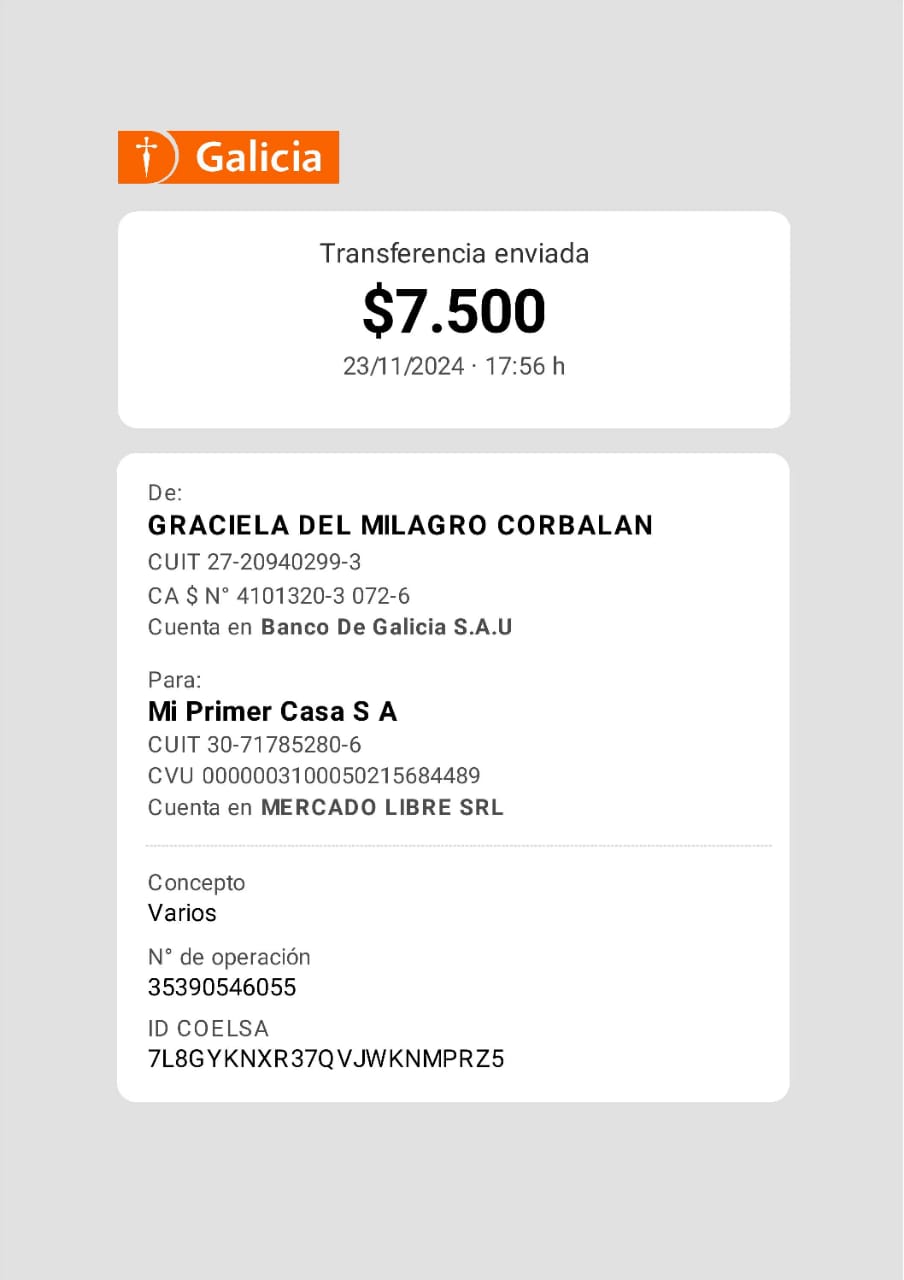 Galicia
Transferencia enviada
$7.500
23/11/2024 · 17:56 h
De:
GRACIELA DEL MILAGRO CORBALAN
CUIT 27-20940299-3
CA $ N° 4101320-3 072-6
Cuenta en Banco De Galicia S.A.U
Para:
Mi Primer Casa S A
CUIT 30-71785280-6
CVU 0000003100050215684489
Cuenta en MERCADO LIBRE SRL
Concepto
Varios
N° de operación
35390546055
ID COELSA
7L8GYKNXR37QVJWKNMPRZ5